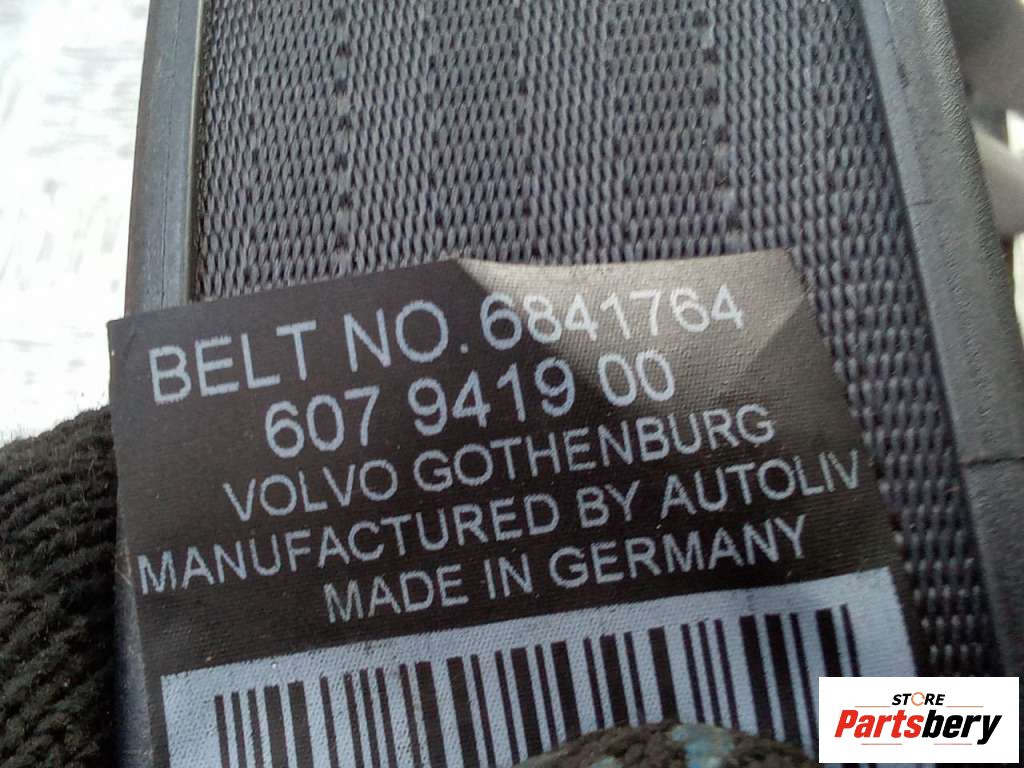 BELT NO. 6841764
607 9419 00
VOLVO GOTHENBURG
MANUFACTURED BY AUTOLIV
MADE IN GERMANY
STORE
Partsbery